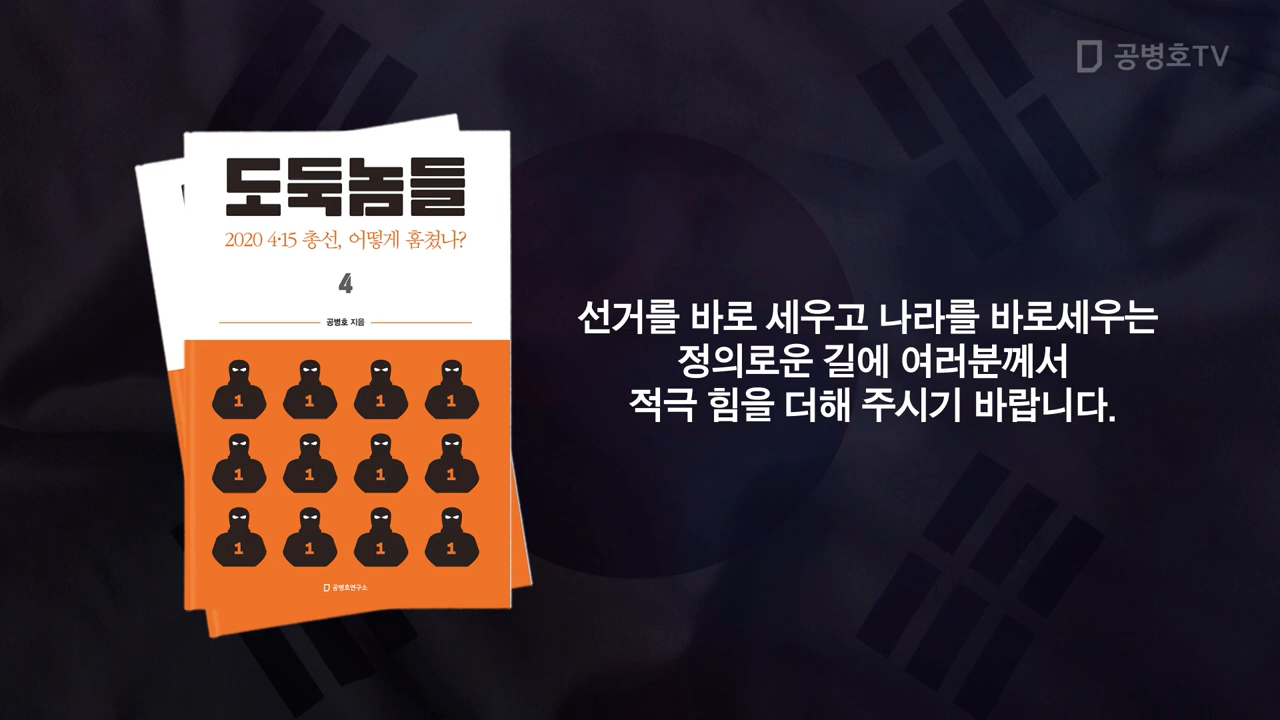 공병호TV
도둑놈들
2020 4·15 총선, 어떻게 훔쳤나?
4
공병호 지음
1 1 1 1
1 1 1 1
1 1 1 1
공병호연구소
선거를 바로 세우고 나라를 바로세우는
정의로운 길에 여러분께서
적극 힘을 더해 주시기 바랍니다.